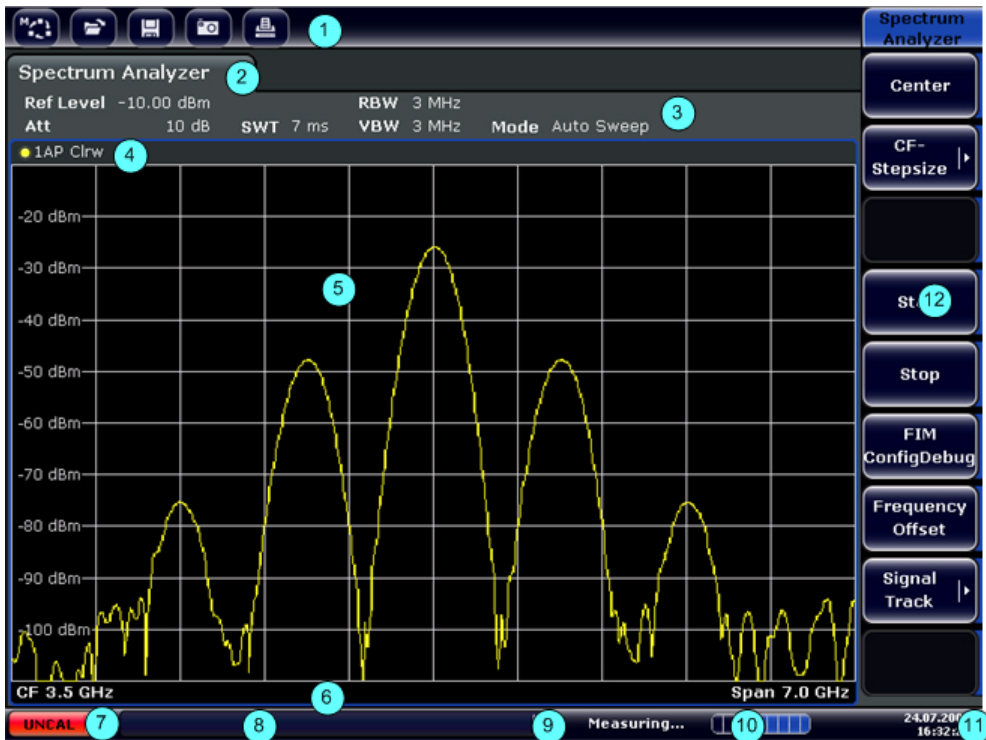 M
1
Spectrum Analyzer
Spectrum Analyzer 2
Ref Level -10.00 dBm RBW 3 MHz
3
Att 10 dB SWT 7 ms VBW 3 MHz Mode Auto Sweep
1AP Clrw 4
-20 dBm
-30 dBm
5
-40 dBm
-50 dBm
-60 dBm
-70 dBm
-80 dBm
-90 dBm
-100 dBm
CF 3.5 GHz 6 Span 7.0 GHz
UNCAL 7 8 9 Measuring... 10 24.07.200 11
16:32:
Center
CF-
Stepsize
12
Stop
FIM
ConfigDebug
Frequency
Offset
Signal
Track